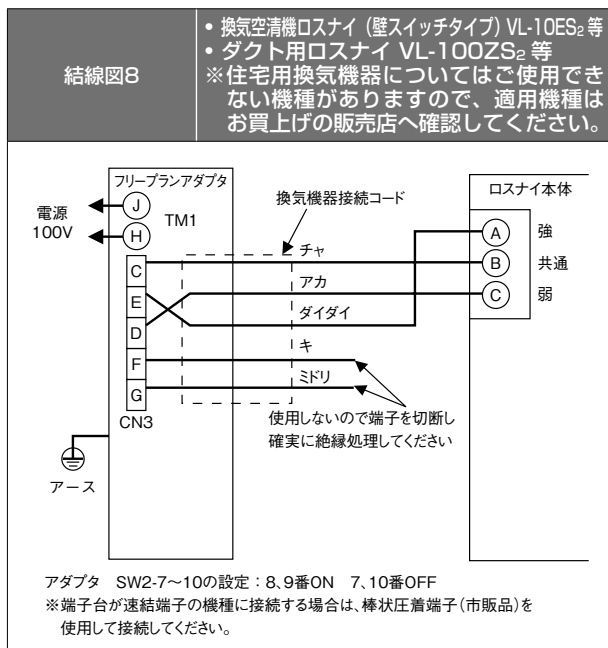 結線図8
• 換気空清機ロスナイ（壁スイッチタイプ）VL-10ES₂ 等
• ダクト用ロスナイ VL-100ZS₂ 等
※住宅用換気機器についてはご使用でき
ない機種がありますので、適用機種は
お買上げの販売店へ確認してください。
フリープランアダプタ
ロスナイ本体
換気機器接続コード
電源
100V
J
H
TM1
A
強
B
共通
C
弱
チャ
C
アカ
E
ダイダイ
D
キ
F
ミドリ
G
CN3
使用しないので端子を切断し
確実に絶縁処理してください
アース
アダプタ　SW2-7～10の設定：8、9番ON　7、10番OFF
※端子台が速結端子の機種に接続する場合は、棒状圧着端子（市販品）を
使用して接続してください。